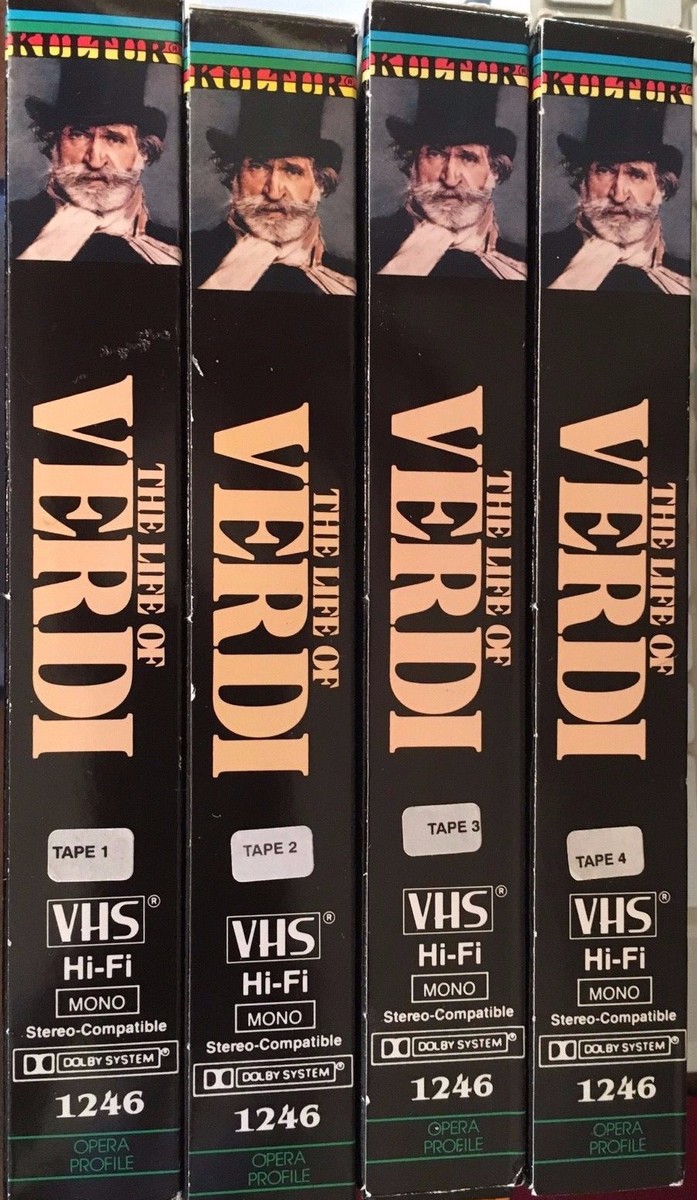 KULTUR®
THE LIFE OF
VERDI
TAPE 1
VHS®
Hi-Fi
MONO
Stereo-Compatible
DOLBY SYSTEM®
1246
OPERA
PROFILE
KULTUR®
THE LIFE OF
VERDI
TAPE 2
VHS®
Hi-Fi
MONO
Stereo-Compatible
DOLBY SYSTEM®
1246
OPERA
PROFILE
KULTUR®
THE LIFE OF
VERDI
TAPE 3
VHS®
Hi-Fi
MONO
Stereo-Compatible
DOLBY SYSTEM®
1246
OPERA
PROFILE
KULTUR®
THE LIFE OF
VERDI
TAPE 4
VHS®
Hi-Fi
MONO
Stereo-Compatible
DOLBY SYSTEM®
1246
OPERA
PROFILE